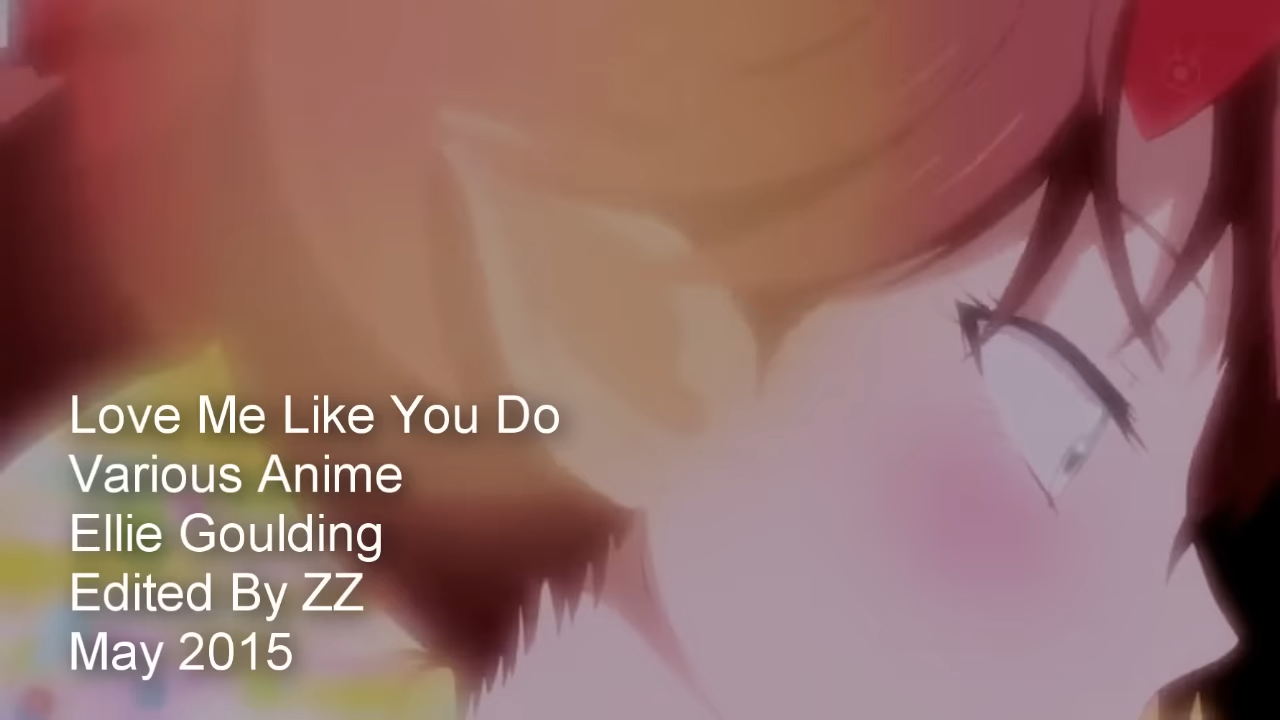 Love Me Like You Do
Various Anime
Ellie Goulding
Edited By ZZ
May 2015